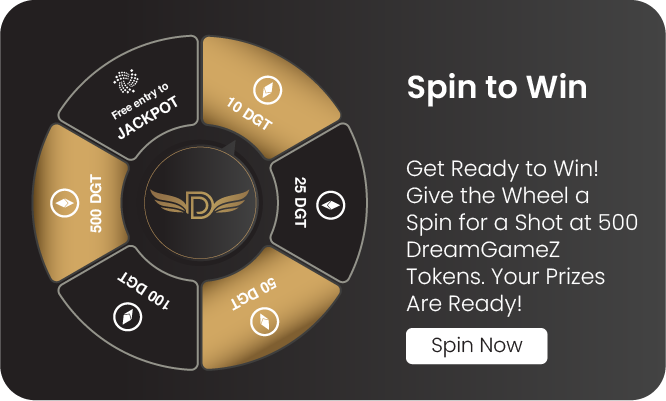 Free entry to
JACKPOT
10 DGT
25 DGT
50 DGT
100 DGT
500 DGT
D
Spin to Win
Get Ready to Win!
Give the Wheel a
Spin for a Shot at 500
DreamGameZ
Tokens. Your Prizes
Are Ready!
Spin Now